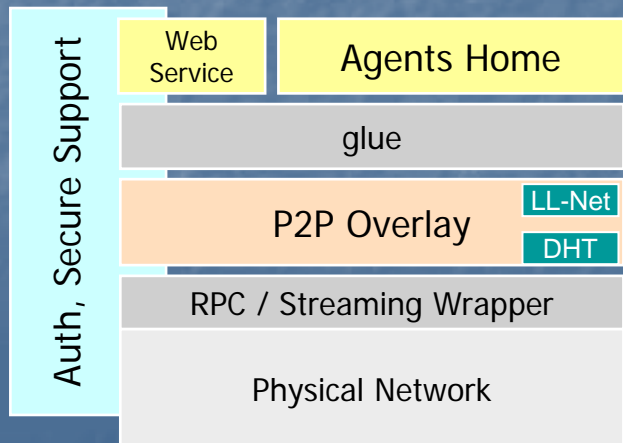 Auth, Secure Support
Web
Service
Agents Home
glue
P2P Overlay
LL-Net
DHT
RPC / Streaming Wrapper
Physical Network